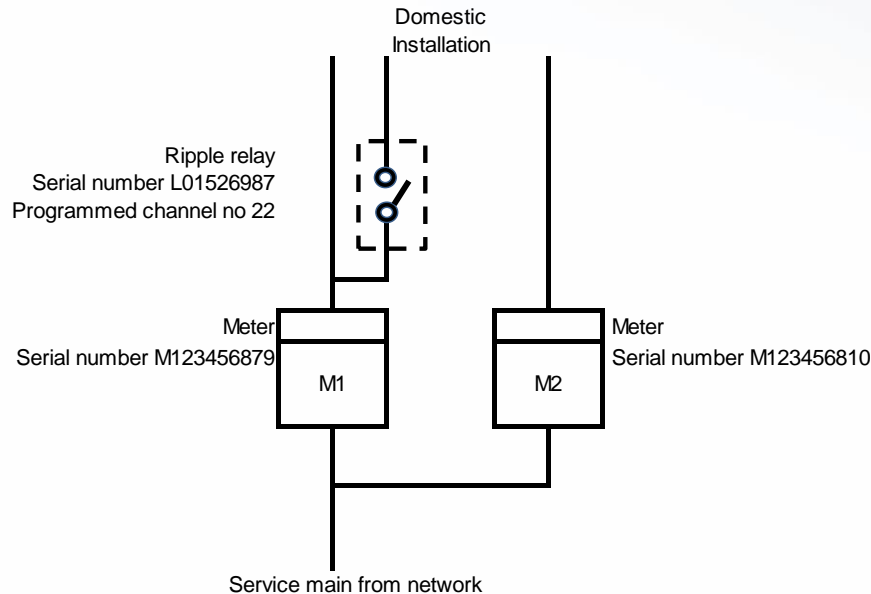 Domestic
Installation
Ripple relay
Serial number L01526987
Programmed channel no 22
Meter
Serial number M123456879
M1
Meter
Serial number M123456810
M2
Service main from network